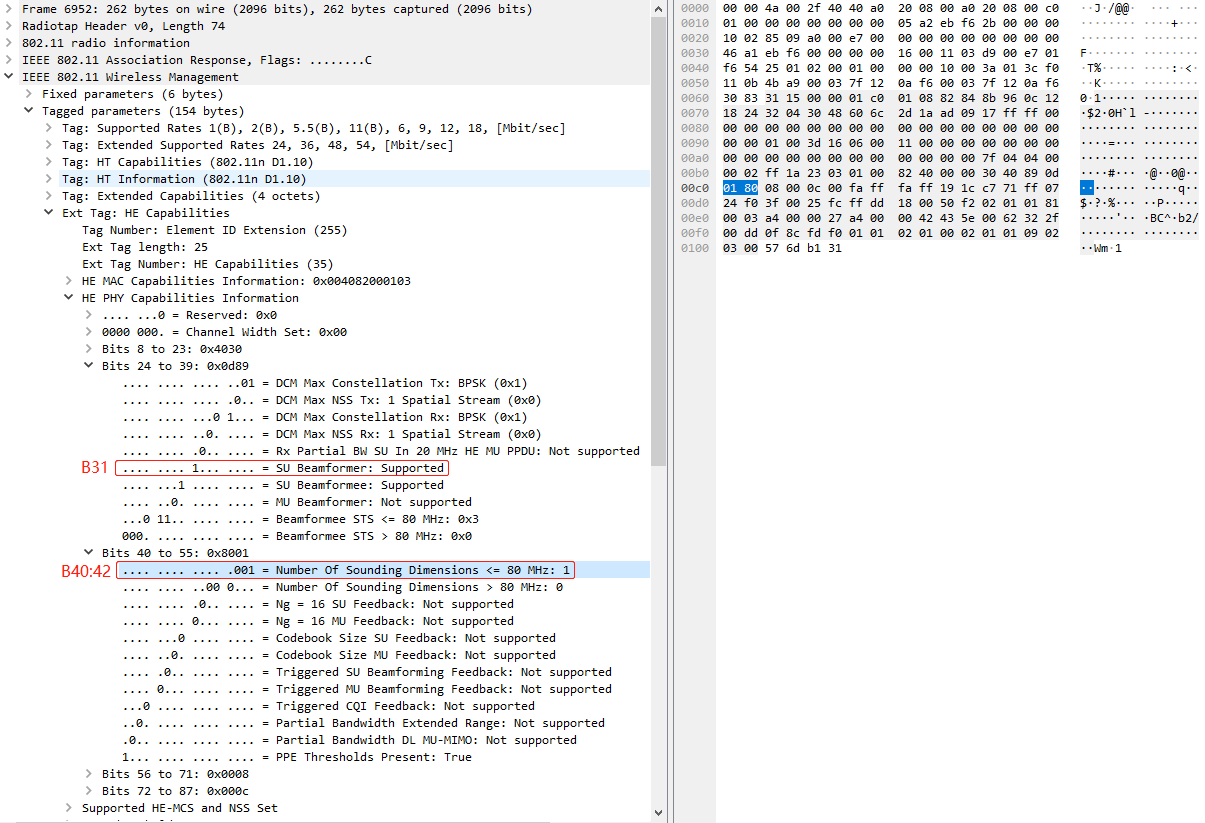 Frame 6952: 262 bytes on wire (2096 bits), 262 bytes captured (2096 bits)
Radiotap Header v0, Length 74
802.11 radio information
IEEE 802.11 Association Response, Flags: ........C
IEEE 802.11 Wireless Management
Fixed parameters (6 bytes)
Tagged parameters (154 bytes)
Tag: Supported Rates 1(B), 2(B), 5.5(B), 11(B), 6, 9, 12, 18, [Mbit/sec]
Tag: Extended Supported Rates 24, 36, 48, 54, [Mbit/sec]
Tag: HT Capabilities (802.11n D1.10)
Tag: HT Information (802.11n D1.10)
Tag: Extended Capabilities (4 octets)
Ext Tag: HE Capabilities
Tag Number: Element ID Extension (255)
Ext Tag length: 25
Ext Tag Number: HE Capabilities (35)
HE MAC Capabilities Information: 0x004082000103
HE PHY Capabilities Information
.... ...0 = Reserved: 0x0
0000 000. = Channel Width Set: 0x00
Bits 8 to 23: 0x4030
Bits 24 to 39: 0x0d89
.... .... .... ..01 = DCM Max Constellation Tx: BPSK (0x1)
.... .... .... .0.. = DCM Max NSS Tx: 1 Spatial Stream (0x0)
.... .... ...0 1... = DCM Max Constellation Rx: BPSK (0x1)
.... .... ..0. .... = DCM Max NSS Rx: 1 Spatial Stream (0x0)
.... .... .0.. .... = Rx Partial BW SU In 20 MHz HE MU PPDU: Not supported
B31 .... .... 1... .... = SU Beamformer: Supported
.... ...1 .... .... = SU Beamformee: Supported
.... ..0. .... .... = MU Beamformer: Not supported
...0 11.. .... .... = Beamformee STS <= 80 MHz: 0x3
000. .... .... .... = Beamformee STS > 80 MHz: 0x0
Bits 40 to 55: 0x8001
B40:42 .... .... .... .001 = Number Of Sounding Dimensions <= 80 MHz: 1
.... .... ..00 0... = Number Of Sounding Dimensions > 80 MHz: 0
.... .... .0.. .... = Ng = 16 SU Feedback: Not supported
.... .... 0... .... = Ng = 16 MU Feedback: Not supported
.... ...0 .... .... = Codebook Size SU Feedback: Not supported
.... ..0. .... .... = Codebook Size MU Feedback: Not supported
.... .0.. .... .... = Triggered SU Beamforming Feedback: Not supported
.... 0... .... .... = Triggered MU Beamforming Feedback: Not supported
...0 .... .... .... = Triggered CQI Feedback: Not supported
..0. .... .... .... = Partial Bandwidth Extended Range: Not supported
.0.. .... .... .... = Partial Bandwidth DL MU-MIMO: Not supported
1... .... .... .... = PPE Thresholds Present: True
Bits 56 to 71: 0x0008
Bits 72 to 87: 0x000c
Supported HE-MCS and NSS Set
0000 00 00 4a 00 2f 40 40 a0 20 08 00 a0 20 08 00 c0 ··J·/@@· ··· ···
0010 01 00 00 00 00 00 00 00 05 a2 eb f6 2b 00 00 00 ········ ····+···
0020 10 02 85 09 a0 00 e7 00 00 00 00 00 00 00 00 00 ········ ········
0030 46 a1 eb f6 00 00 00 00 16 00 11 03 d9 00 e7 01 F······· ········
0040 f6 54 25 01 02 00 01 00 00 00 10 00 3a 01 3c f0 ·T%····· ····:·<·
0050 11 0b 4b a9 00 03 7f 12 0a f6 00 03 7f 12 0a f6 ··K····· ········
0060 30 83 31 15 00 00 01 c0 01 08 82 84 8b 96 0c 12 0·1····· ········
0070 18 24 32 04 30 48 60 6c 2d 1a ad 09 17 ff ff 00 ·$2·0H`l -·······
0080 00 00 00 00 00 00 00 00 00 00 00 00 00 00 00 00 ········ ········
0090 00 00 01 00 3d 16 06 00 11 00 00 00 00 00 00 00 ····=··· ········
00a0 00 00 00 00 00 00 00 00 00 00 00 00 7f 04 04 00 ········ ········
00b0 00 02 ff 1a 23 03 01 00 82 40 00 00 30 40 89 0d ····#··· ·@··0@··
00c0 01 80 08 00 0c 00 fa ff fa ff 19 1c c7 71 ff 07 ········ ·····q··
00d0 24 f0 3f 00 25 fc ff dd 18 00 50 f2 02 01 01 81 $·?·%··· ··P·····
00e0 00 03 a4 00 00 27 a4 00 00 42 43 5e 00 62 32 2f ·····'·· ·BC^·b2/
00f0 00 dd 0f 8c fd f0 01 01 02 01 00 02 01 01 09 02 ········ ········
0100 03 00 57 6d b1 31 ··Wm·1